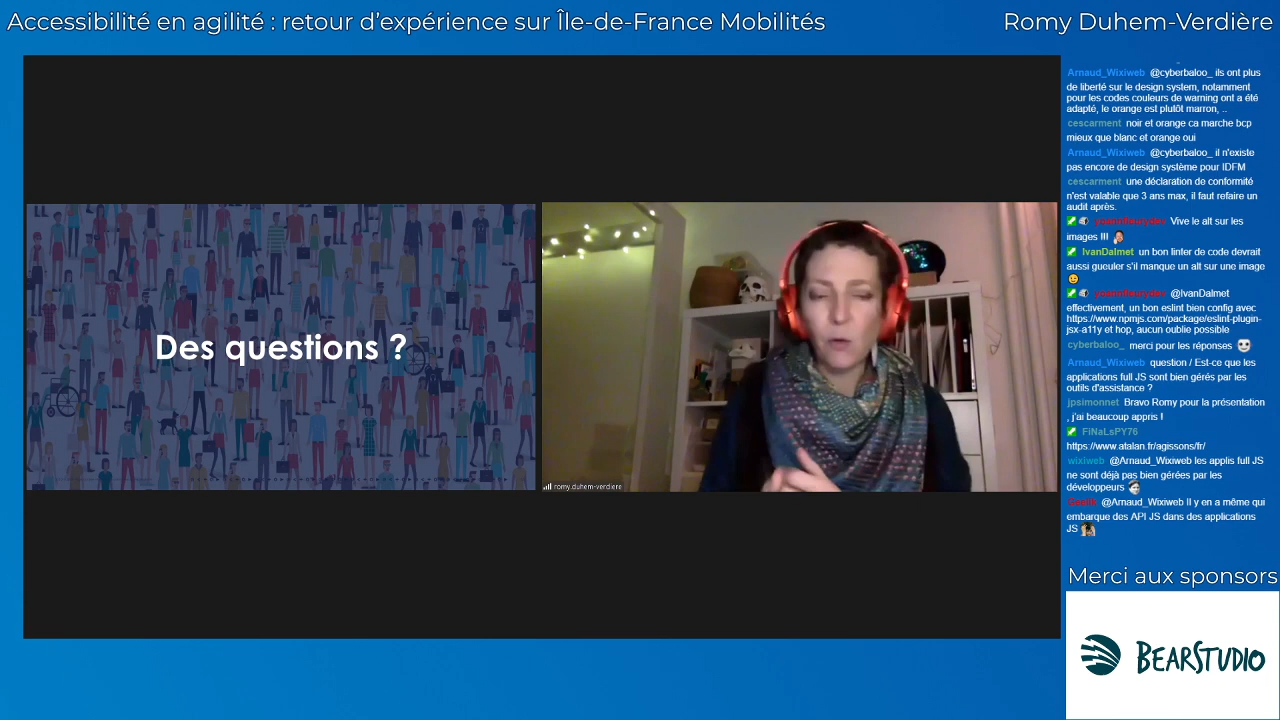 Accessibilité en agilité : retour d’expérience sur Île-de-France Mobilités
Romy Duhem-Verdière
Des questions ?
romy.duhem-verdiere
Arnaud_Wixiweb @cyberbaloo_ ils ont plus
de liberté sur le design system, notamment
pour les codes couleurs de warning ont a été
adapté, le orange est plutôt marron, ..
cescarment noir et orange ca marche bcp
mieux que blanc et orange oui
Arnaud_Wixiweb @cyberbaloo_ il n'existe
pas encore de design système pour IDFM
cescarment une déclaration de conformité
n'est valable que 3 ans max, il faut refaire un
audit après.
Vive le alt sur les
images !!!
IvanDalmet un bon linter de code devrait
aussi gueuler s'il manque un alt sur une image
@IvanDalmet
effectivement, un bon eslint bien config avec
https://www.npmjs.com/package/eslint-plugin-
jsx-a11y et hop, aucun oublie possible
cyberbaloo_ merci pour les réponses
Arnaud_Wixiweb question / Est-ce que les
applications full JS sont bien gérés par les
outils d'assistance ?
jpsimonnet Bravo Romy pour la présentation
, j'ai beaucoup appris !
FiNaLsPY76
https://www.atalan.fr/agissons/fr/
wixiweb @Arnaud_Wixiweb les applis full JS
ne sont déjà pas bien gérées par les
développeurs
@Arnaud_Wixiweb Il y en a même qui
embarque des API JS dans des applications
JS
Merci aux sponsors
BEARSTUDIO